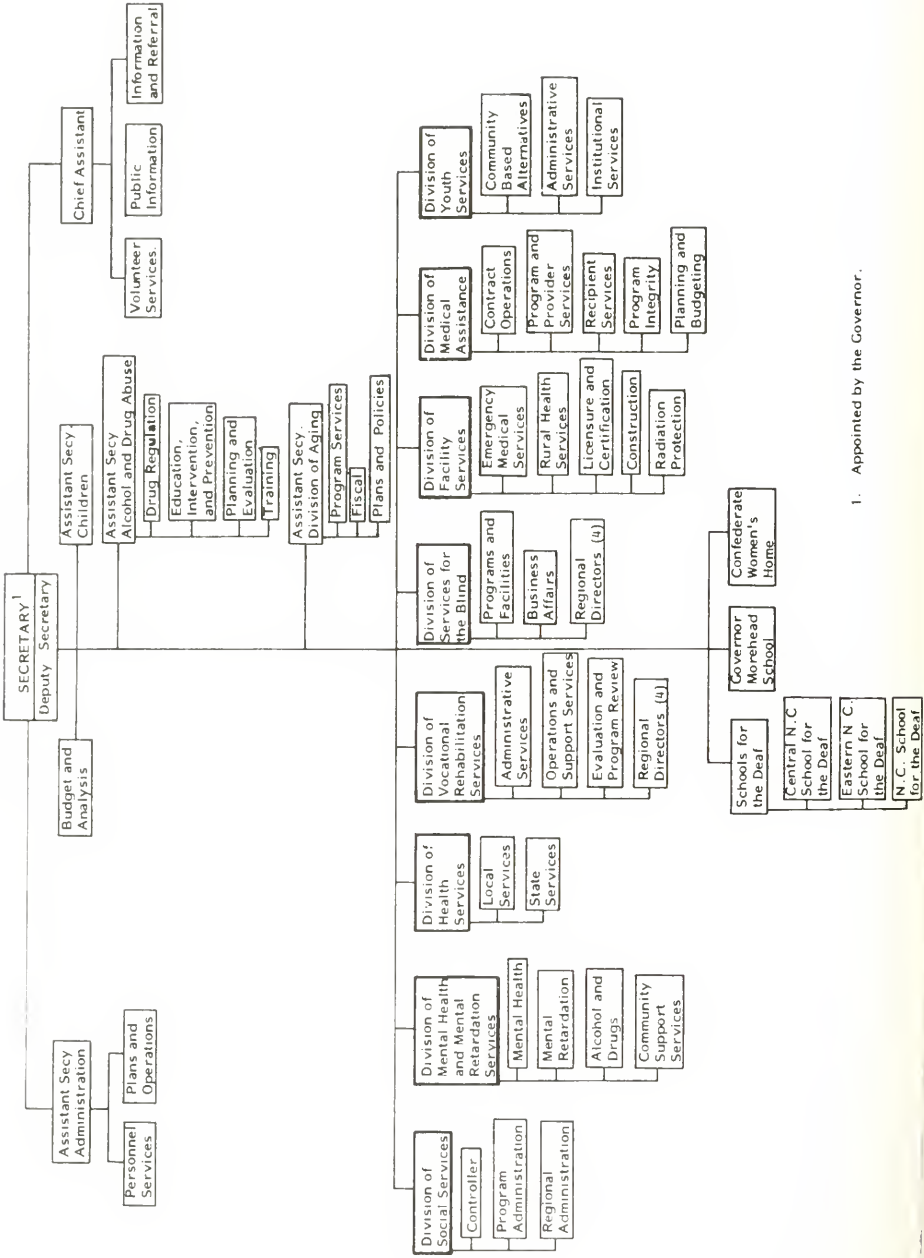 SECRETARY¹
Deputy Secretary
Assistant Secy
Administration
Personnel
Services
Plans and
Operations
Budget and
Analysis
Assistant Secy.
Children
Chief Assistant
Volunteer
Services.
Public
Information
Information
and Referral
Assistant Secy
Alcohol and Drug Abuse
Drug Regulation
Education,
Intervention,
and Prevention
Planning and
Evaluation
Training
Assistant Secy.
Division of Aging
Program Services
Fiscal
Plans and Policies
Division of
Social Services
Controller
Program
Administration
Regional
Administration
Division of
Mental Health
and Mental
Retardation
Services
Mental Health
Mental
Retardation
Alcohol and
Drugs
Community
Support
Services
Division of
Health
Services
Local
Services
State
Services
Division of
Vocational
Rehabilitation
Services
Administrative
Services
Operations and
Support Services
Evaluation and
Program Review
Regional
Directors (4)
Division of
Services for
the Blind
Programs and
Facilities
Business
Affairs
Regional
Directors (4)
Division of
Facility
Services
Emergency
Medical
Services
Rural Health
Services
Licensure and
Certification
Construction
Radiation
Protection
Division of
Medical
Assistance
Contract
Operations
Program and
Provider
Services
Recipient
Services
Program
Integrity
Planning and
Budgeting
Division of
Youth
Services
Community
Based
Alternatives
Administrative
Services
Institutional
Services
Schools for
the Deaf
Central N.C
School for
the Deaf
Eastern N C.
School for
the Deaf
N.C. School
for the Deaf
Governor
Morehead
School
Confederate
Women's
Home
1. Appointed by the Governor.